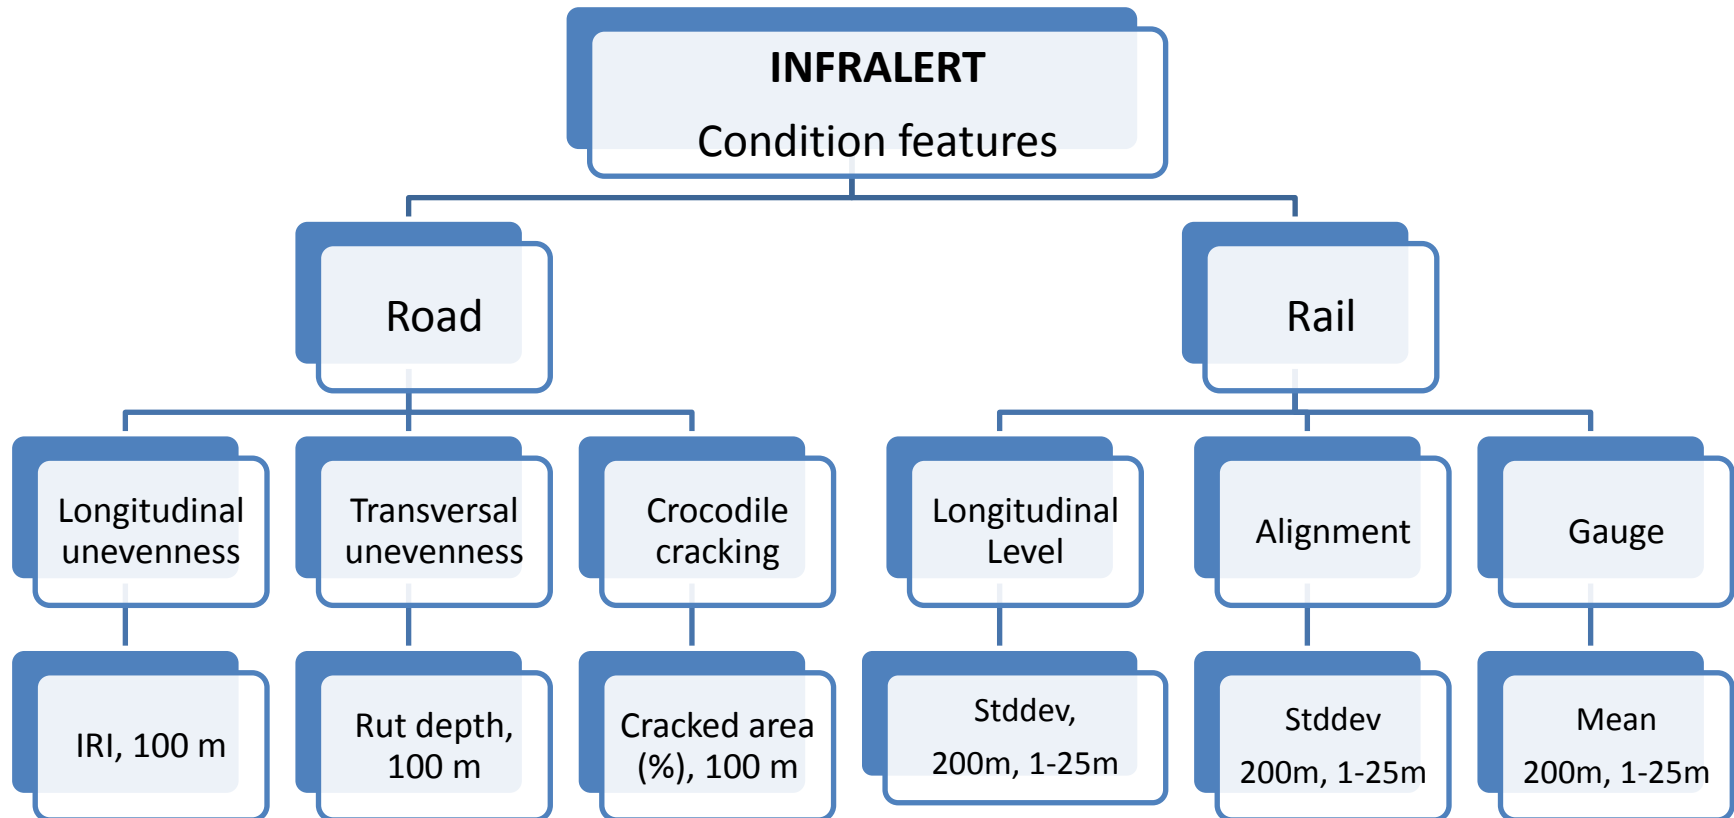 INFRALERT
Condition features
Road
Rail
Longitudinal
unevenness
Transversal
unevenness
Crocodile
cracking
Longitudinal
Level
Alignment
Gauge
IRI, 100 m
Rut depth,
100 m
Cracked area
(%), 100 m
Stddev,
200m, 1-25m
Stddev
200m, 1-25m
Mean
200m, 1-25m